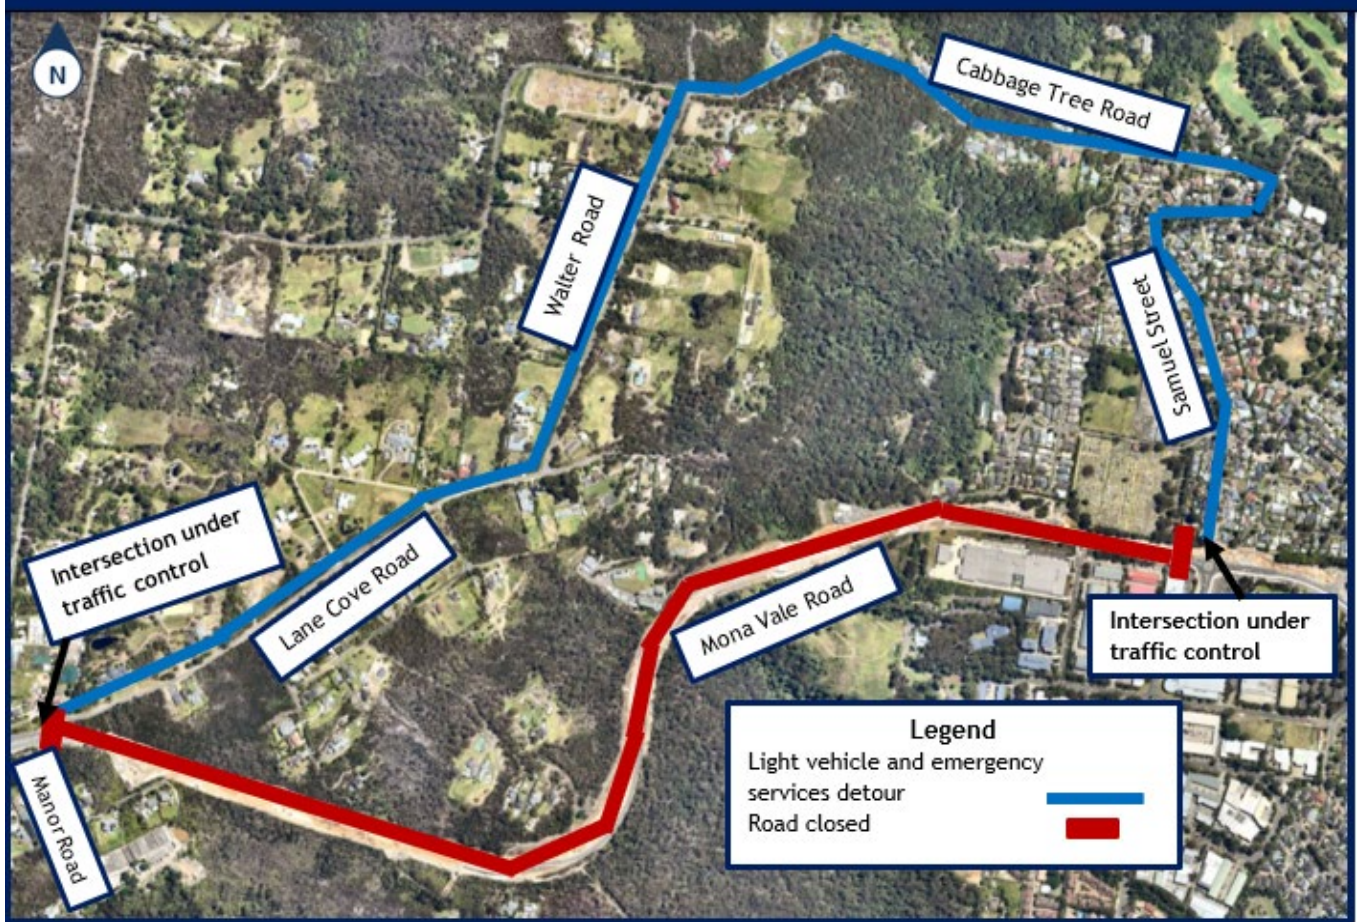 N
Cabbage Tree Road
Walter Road
Samuel Street
Intersection under
traffic control
Lane Cove Road
Mona Vale Road
Intersection under
traffic control
Manor Road
Legend
Light vehicle and emergency
services detour
Road closed